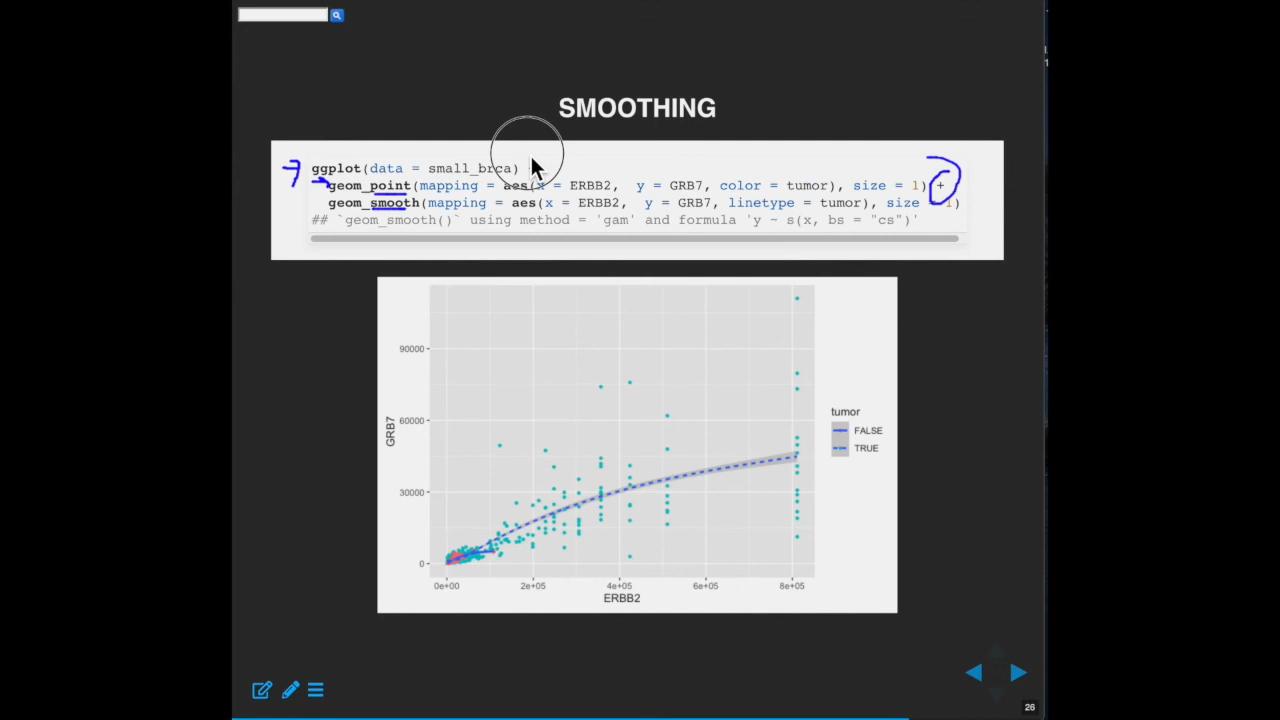 SMOOTHING
ggplot(data = small_brca)
geom_point(mapping = aes(x = ERBB2, y = GRB7, color = tumor), size = 1) +
geom_smooth(mapping = aes(x = ERBB2, y = GRB7, linetype = tumor), size 1)
## `geom_smooth()` using method = 'gam' and formula 'y ~ s(x, bs = "cs")'
90000
60000
30000
0
GRB7
0e+00 2e+05 4e+05 6e+05 8e+05
ERBB2
tumor
FALSE
TRUE
26